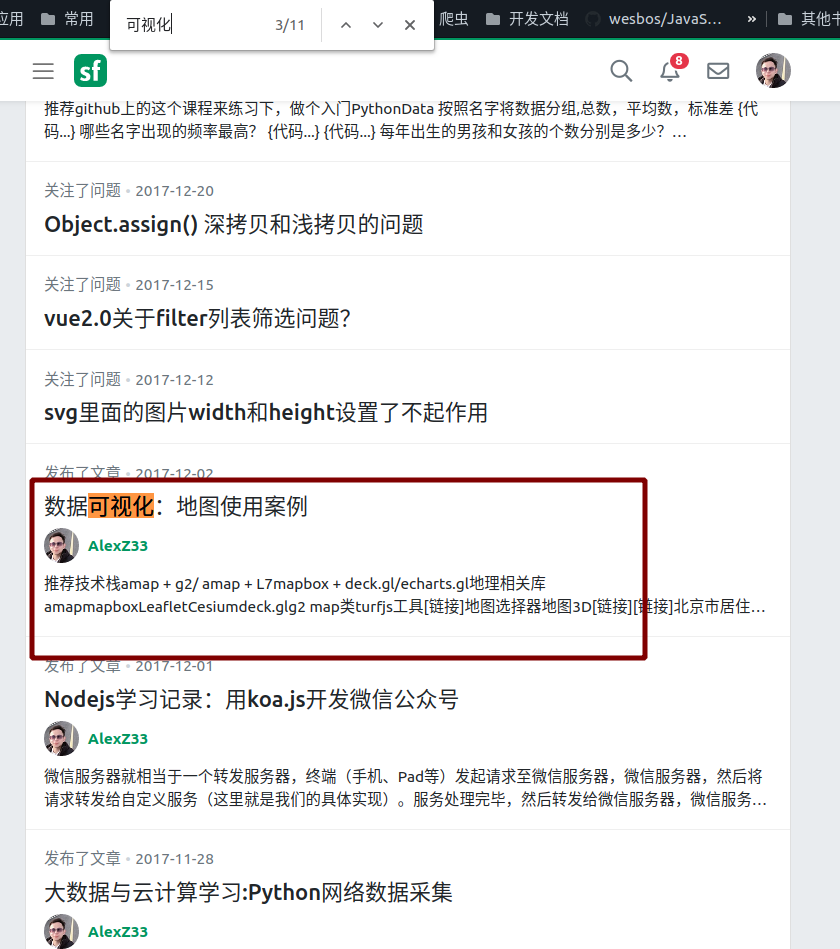 应用 常用 爬虫 开发文档 wesbos/JavaS... » 其他书
可视化 3/11
sf 8
推荐github上的这个课程来练习下，做个入门PythonData 按照名字将数据分组,总数，平均数，标准差 {代
码...} 哪些名字出现的频率最高？ {代码...} {代码...} 每年出生的男孩和女孩的个数分别是多少？...
关注了问题 • 2017-12-20
Object.assign() 深拷贝和浅拷贝的问题
关注了问题 • 2017-12-15
vue2.0关于filter列表筛选问题？
关注了问题 • 2017-12-12
svg里面的图片width和height设置了不起作用
发布了文章 • 2017-12-02
数据可视化：地图使用案例
AlexZ33
推荐技术栈amap + g2/ amap + L7mapbox + deck.gl/echarts.gl地理相关库
amapmapboxLeafletCesiumdeck.glg2 map类turfjs工具[链接]地图选择器地图3D[链接][链接]北京市居住...
发布了文章 • 2017-12-01
Nodejs学习记录：用koa.js开发微信公众号
AlexZ33
微信服务器就相当于一个转发服务器，终端（手机、Pad等）发起请求至微信服务器，微信服务器，然后将
请求转发给自定义服务（这里就是我们的具体实现）。服务处理完毕，然后转发给微信服务器，微信服务...
发布了文章 • 2017-11-28
大数据与云计算学习:Python网络数据采集
AlexZ33